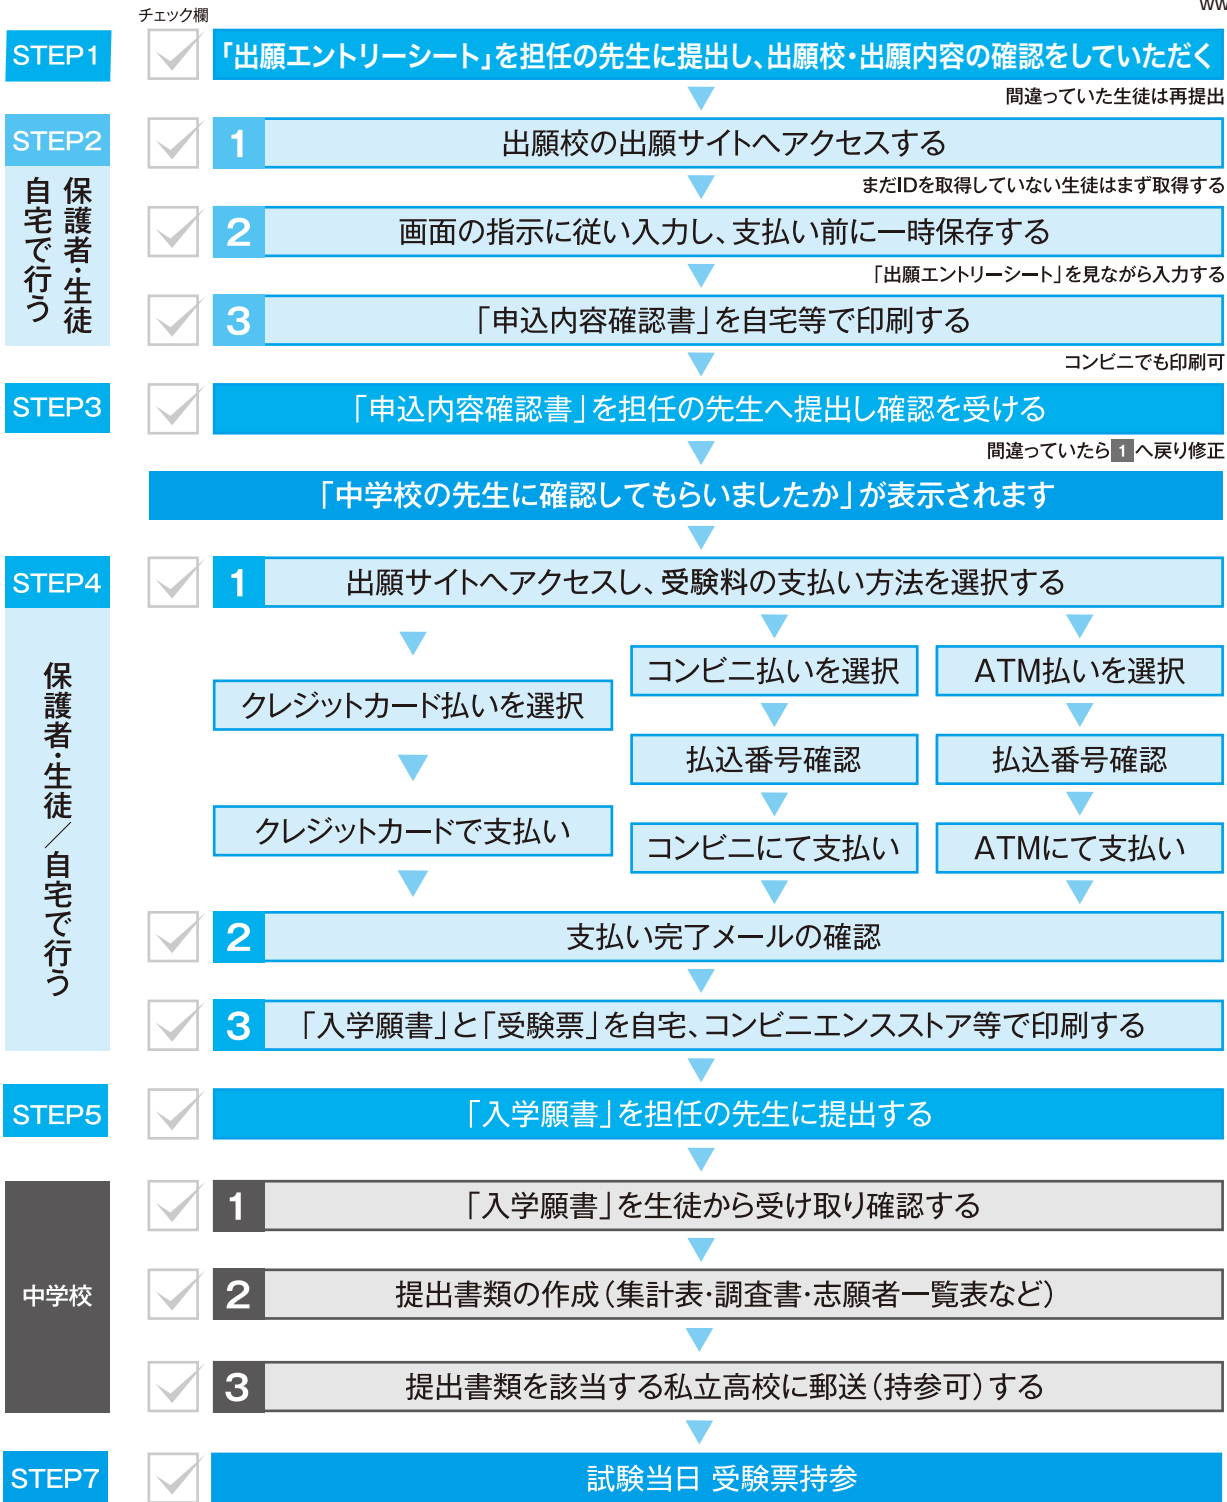 ww
チェック欄
STEP1
「出願エントリーシート」を担任の先生に提出し、出願校・出願内容の確認をしていただく
間違っていた生徒は再提出
STEP2
保護者・生徒
自宅で行う
1 出願校の出願サイトへアクセスする
まだIDを取得していない生徒はまず取得する
2 画面の指示に従い入力し、支払い前に一時保存する
「出願エントリーシート」を見ながら入力する
3 「申込内容確認書」を自宅等で印刷する
コンビニでも印刷可
STEP3
「申込内容確認書」を担任の先生へ提出し確認を受ける
間違っていたら1へ戻り修正
「中学校の先生に確認してもらいましたか」が表示されます
STEP4
保護者・生徒／自宅で行う
1 出願サイトへアクセスし、受験料の支払い方法を選択する
クレジットカード払いを選択
クレジットカードで支払い
コンビニ払いを選択
払込番号確認
コンビニにて支払い
ATM払いを選択
払込番号確認
ATMにて支払い
2 支払い完了メールの確認
3 「入学願書」と「受験票」を自宅、コンビニエンスストア等で印刷する
STEP5
「入学願書」を担任の先生に提出する
中学校
1 「入学願書」を生徒から受け取り確認する
2 提出書類の作成（集計表・調査書・志願者一覧表など）
3 提出書類を該当する私立高校に郵送（持参可）する
STEP7
試験当日 受験票持参